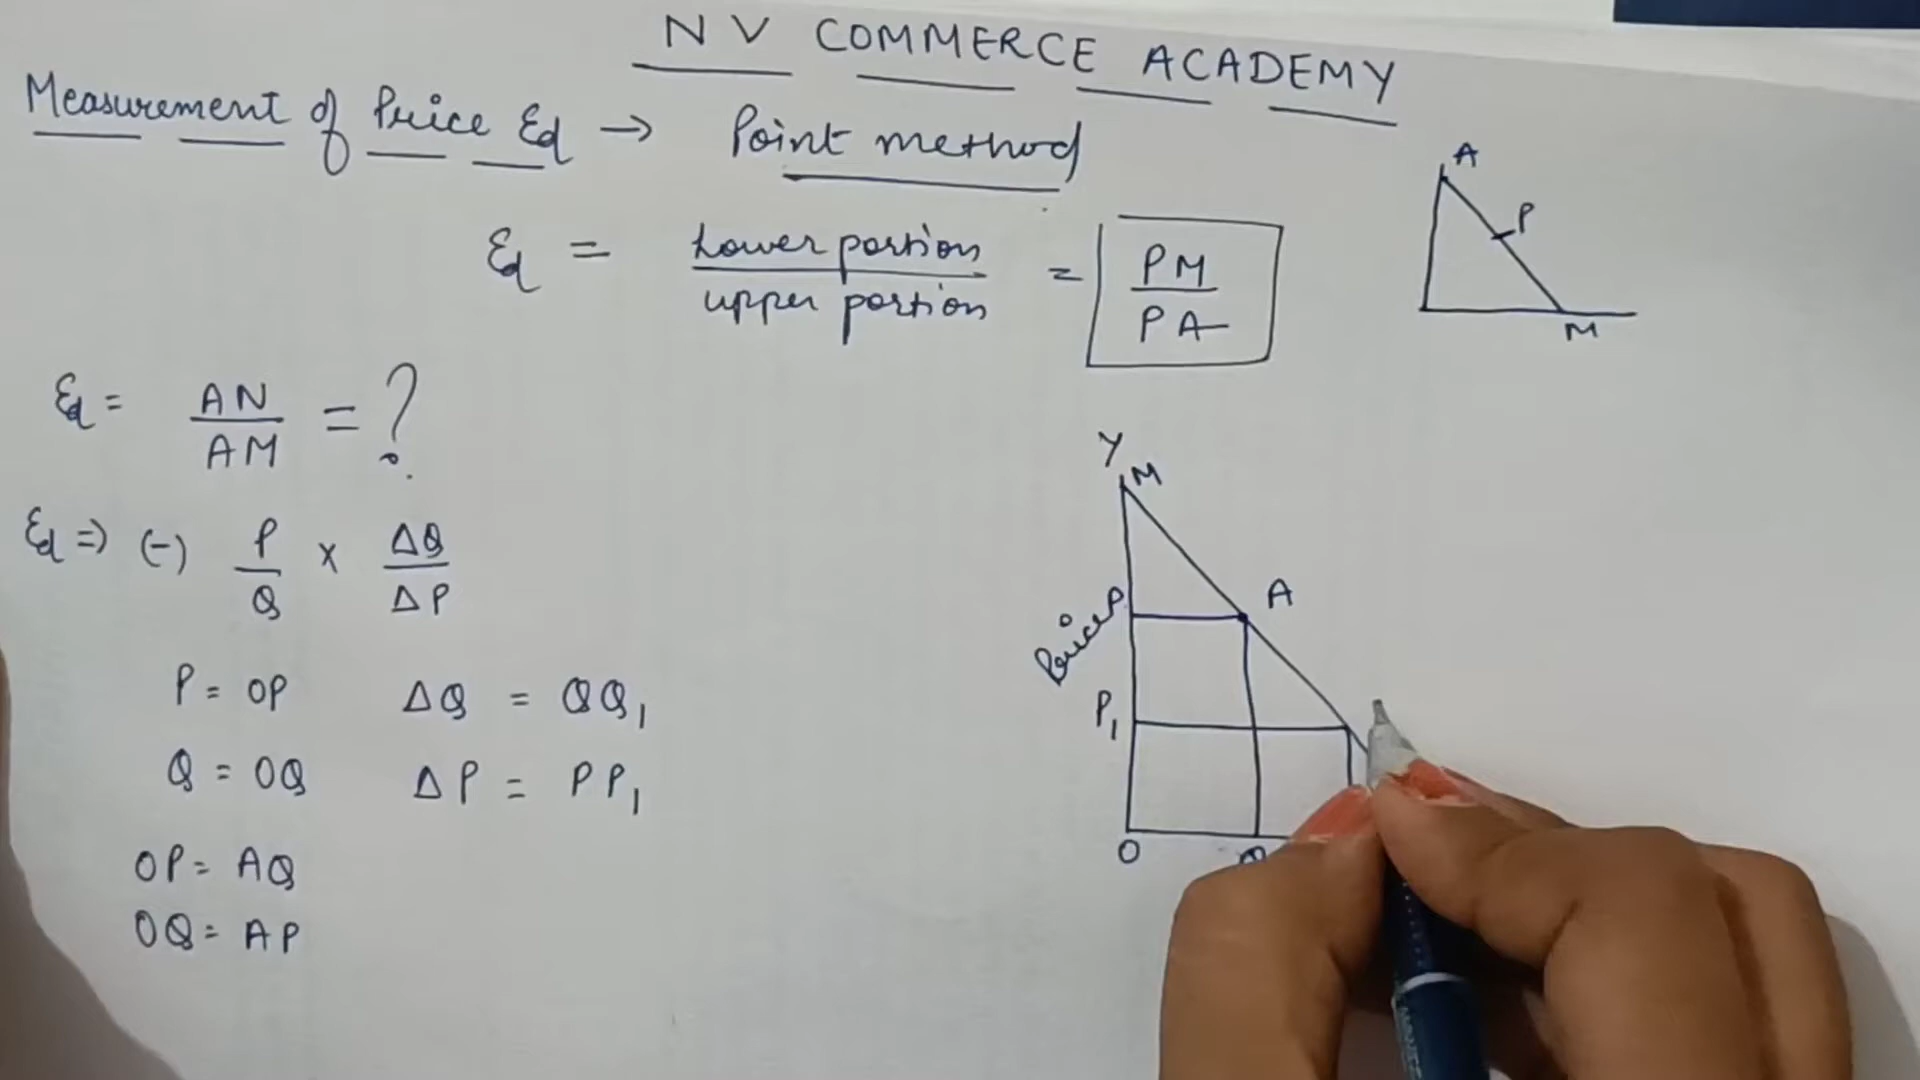 NV COMMERCE ACADEMY
Measurement of Price Ed → Point method
Ed = Lower portion / upper portion = PM / PA
A
P
M
Ed = AN / AM = ?
Ed ⇒ (-) P / Q × ΔQ / ΔP
P = OP ΔQ = QQ1
Q = OQ ΔP = PP1
OP = AQ
OQ = AP
Y
M
Price P
A
P1
O